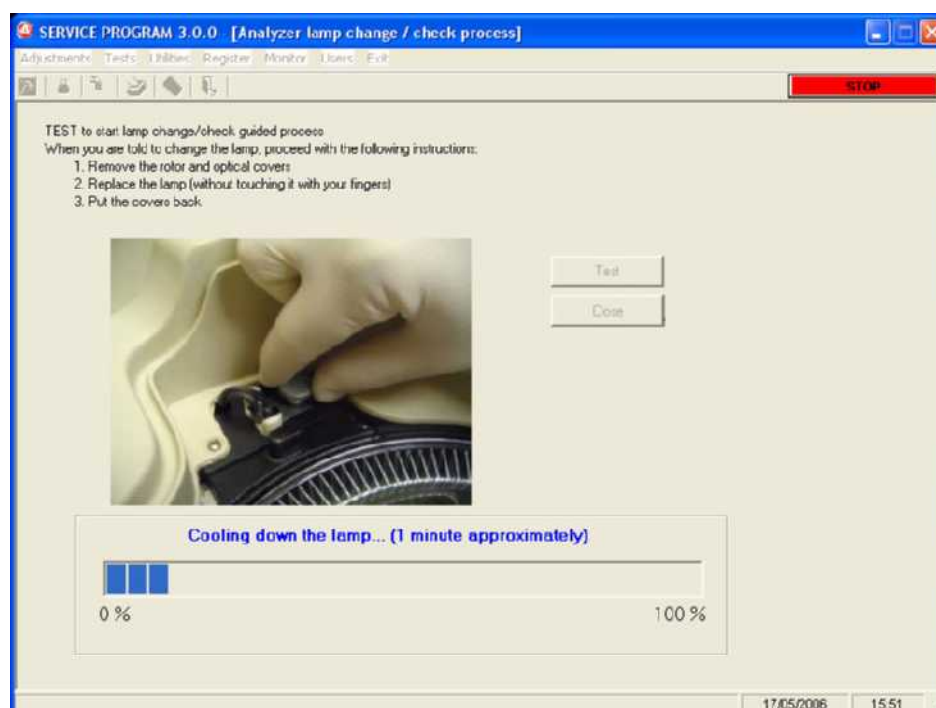 SERVICE PROGRAM 3.0.0 [Analyzer lamp change / check process]
Adjustments Tests Utilities Register Monitor Users Exit
STOP
TEST to start lamp change/check guided process
When you are told to change the lamp, proceed with the following instructions:
1. Remove the rotor and optical covers
2. Replace the lamp (without touching it with your fingers)
3. Put the covers back
Test
Close
Cooling down the lamp... (1 minute approximately)
0 %
100 %
17/05/2006 15:51